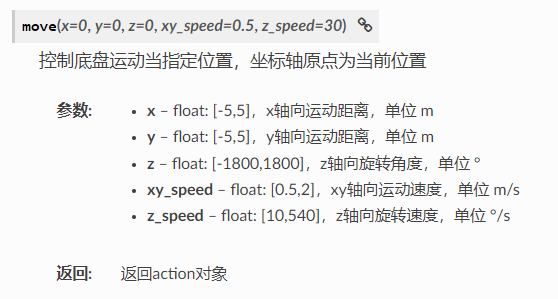 move(x=0, y=0, z=0, xy_speed=0.5, z_speed=30)
控制底盘运动当指定位置，坐标轴原点为当前位置
参数:
• x – float: [-5,5]，x轴向运动距离，单位 m
• y – float: [-5,5]，y轴向运动距离，单位 m
• z – float: [-1800,1800]，z轴向旋转角度，单位 °
• xy_speed – float: [0.5,2]，xy轴向运动速度，单位 m/s
• z_speed – float: [10,540]，z轴向旋转速度，单位 °/s
返回: 返回action对象